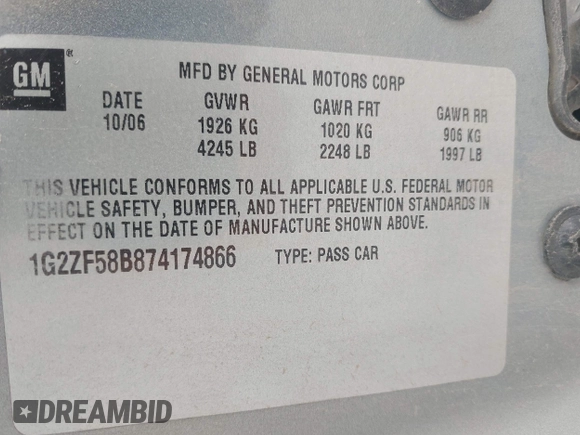 GM ®
MFD BY GENERAL MOTORS CORP
DATE GVWR GAWR FRT GAWR RR
10/06 1926 KG 1020 KG 906 KG
4245 LB 2248 LB 1997 LB
THIS VEHICLE CONFORMS TO ALL APPLICABLE U.S. FEDERAL MOTOR
VEHICLE SAFETY, BUMPER, AND THEFT PREVENTION STANDARDS IN
EFFECT ON THE DATE OF MANUFACTURE SHOWN ABOVE.
1G2ZF58B874174866 TYPE: PASS CAR
DREAMBID